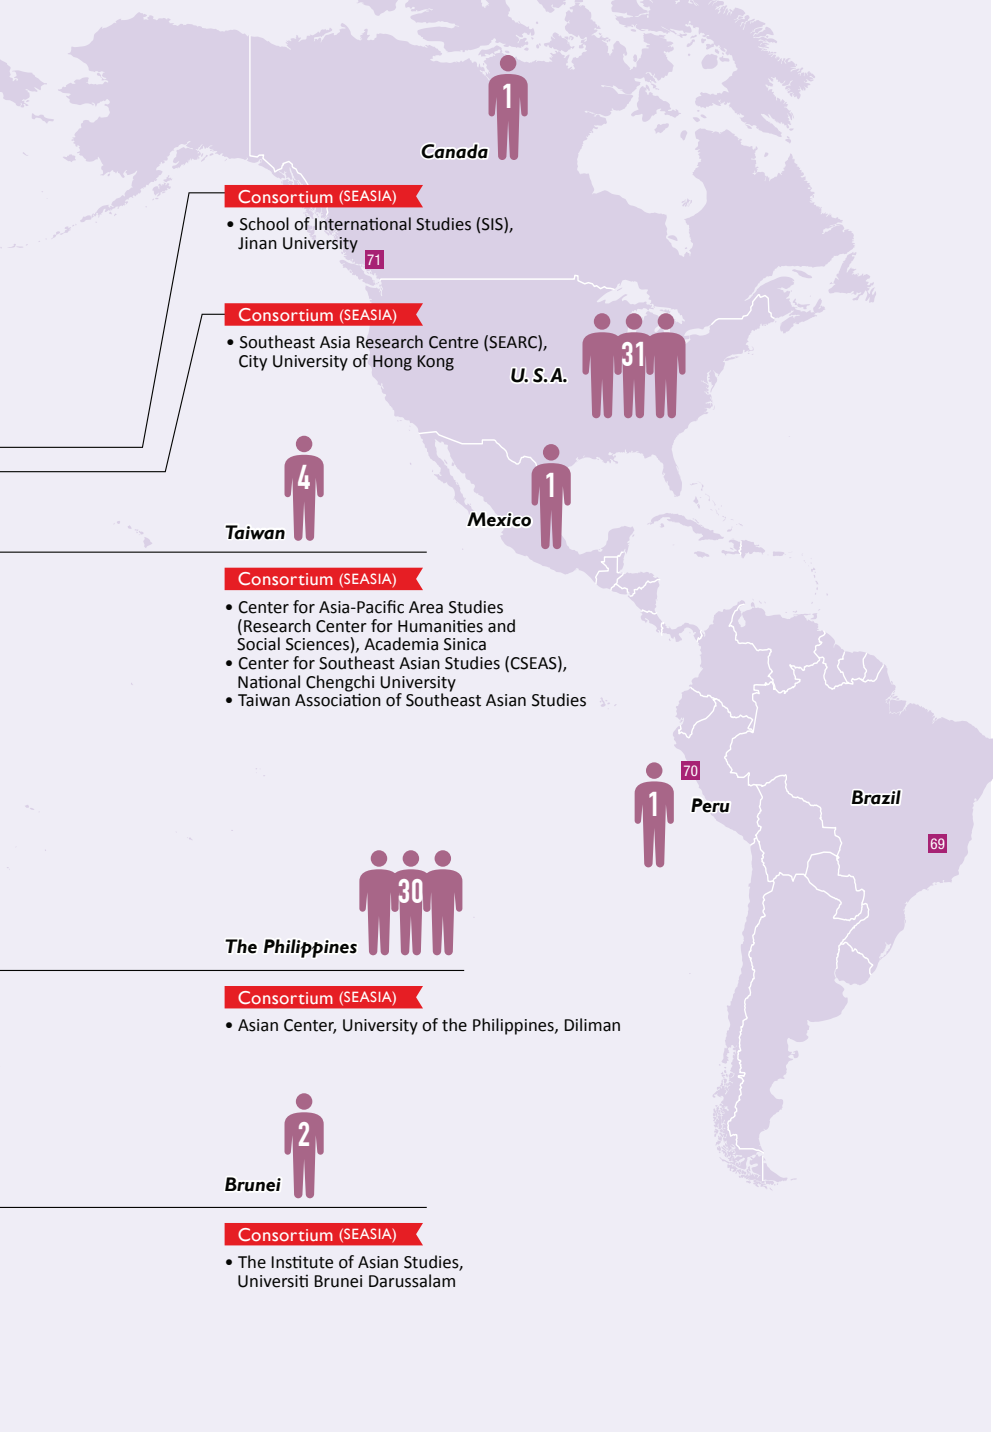 1
Canada
Consortium (SEASIA)
• School of International Studies (SIS),
Jinan University
71
Consortium (SEASIA)
• Southeast Asia Research Centre (SEARC),
City University of Hong Kong
31
U. S. A.
4
Taiwan
1
Mexico
Consortium (SEASIA)
• Center for Asia-Pacific Area Studies
(Research Center for Humanities and
Social Sciences), Academia Sinica
• Center for Southeast Asian Studies (CSEAS),
National Chengchi University
• Taiwan Association of Southeast Asian Studies
70
1
Peru
Brazil
69
30
The Philippines
Consortium (SEASIA)
• Asian Center, University of the Philippines, Diliman
2
Brunei
Consortium (SEASIA)
• The Institute of Asian Studies,
Universiti Brunei Darussalam